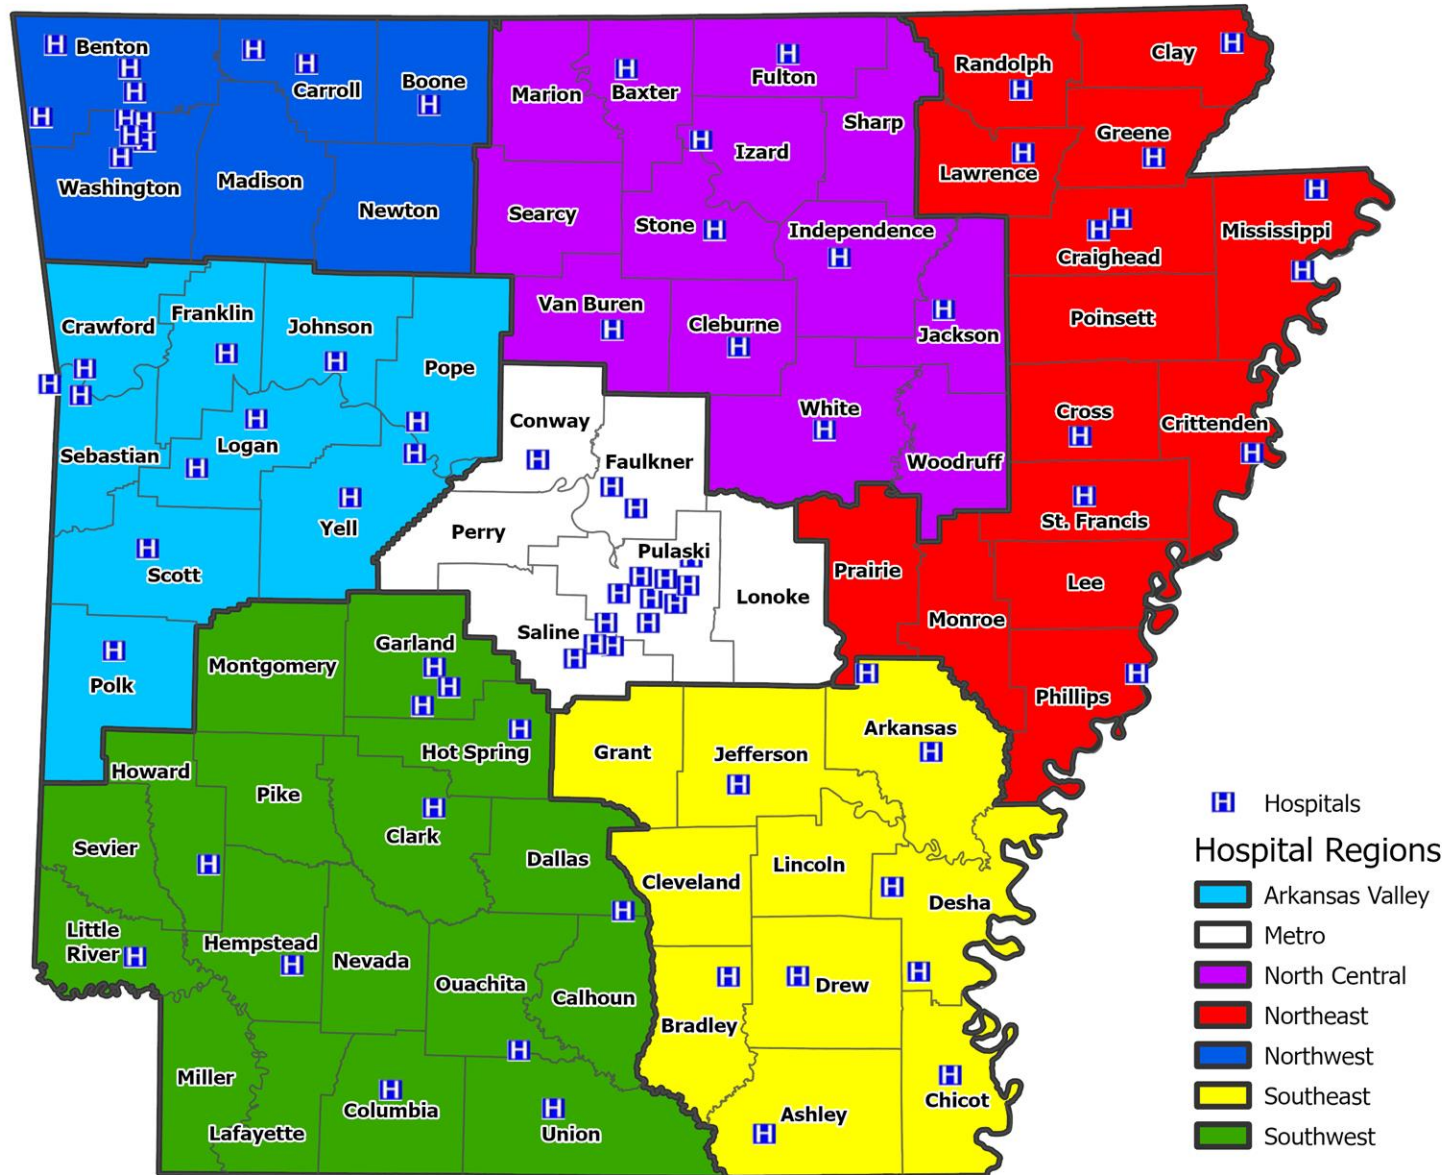 Benton
Carroll
Boone
Marion
Baxter
Fulton
Randolph
Clay
Sharp
Izard
Greene
Lawrence
Washington
Madison
Newton
Searcy
Stone
Independence
Mississippi
Craighead
Crawford
Franklin
Johnson
Pope
Van Buren
Cleburne
Jackson
Poinsett
Sebastian
Logan
Conway
White
Cross
Crittenden
Faulkner
Woodruff
Scott
Yell
Perry
Pulaski
Lonoke
Prairie
St. Francis
Lee
Monroe
Polk
Montgomery
Garland
Saline
Phillips
Hot Spring
Grant
Jefferson
Arkansas
Howard
Pike
Clark
Sevier
Dallas
Cleveland
Lincoln
Desha
Little
River
Hempstead
Nevada
Ouachita
Calhoun
Bradley
Drew
Miller
Lafayette
Columbia
Union
Ashley
Chicot
H Hospitals
Hospital Regions
Arkansas Valley
Metro
North Central
Northeast
Northwest
Southeast
Southwest